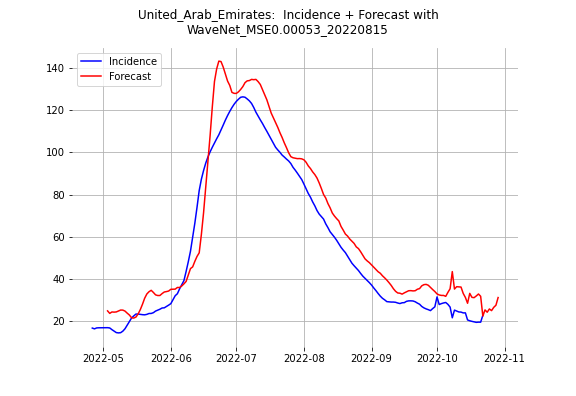 United_Arab_Emirates:  Incidence + Forecast with
WaveNet_MSE0.00053_20220815
Incidence
Forecast
140
120
100
80
60
40
20
2022-05 2022-06 2022-07 2022-08 2022-09 2022-10 2022-11